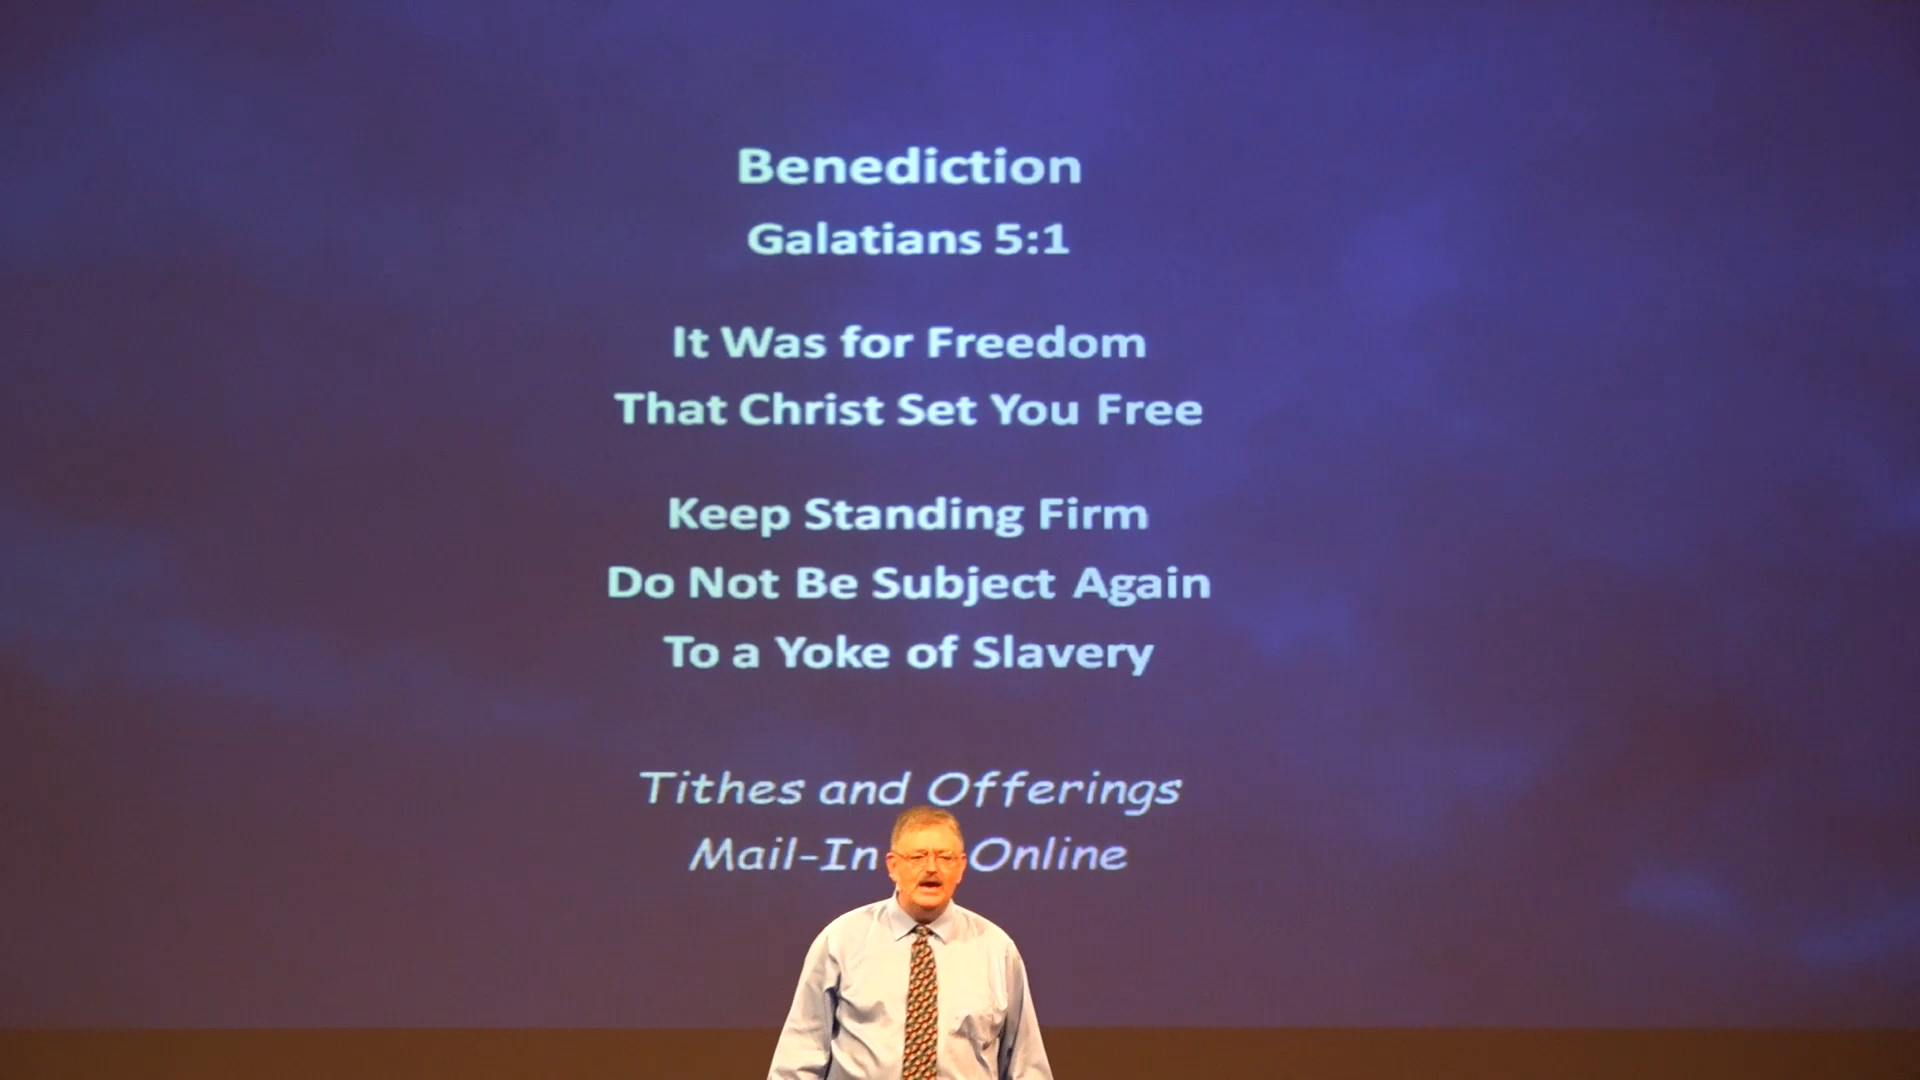 Benediction
Galatians 5:1
It Was for Freedom
That Christ Set You Free
Keep Standing Firm
Do Not Be Subject Again
To a Yoke of Slavery
Tithes and Offerings
Mail-In Online